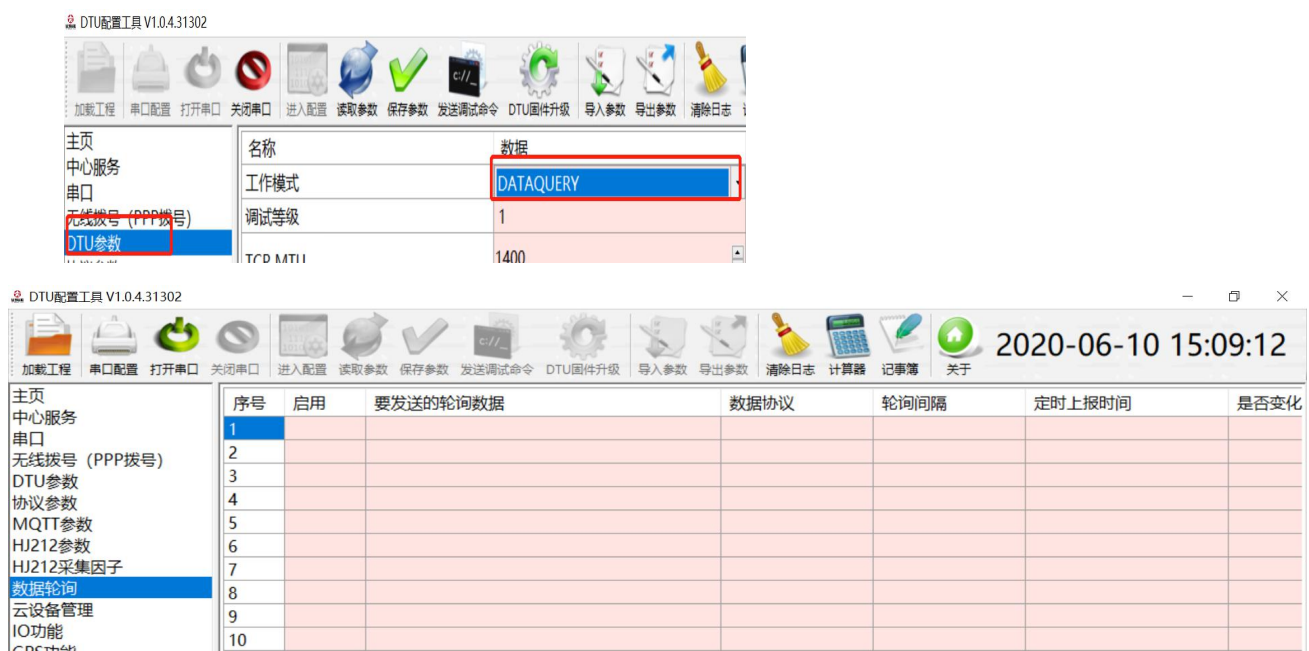 DTU配置工具 V1.0.4.31302
加载工程 串口配置 打开串口 关闭串口 进入配置 读取参数 保存参数 发送调试命令 DTU固件升级 导入参数 导出参数 清除日志
主页
中心服务
串口
无线拨号 (PPP拨号)
DTU参数
名称 数据
工作模式 DATAQUERY
调试等级 1
TCP MTU 1400
DTU配置工具 V1.0.4.31302
加载工程 串口配置 打开串口 关闭串口 进入配置 读取参数 保存参数 发送调试命令 DTU固件升级 导入参数 导出参数 清除日志 计算器 记事簿 关于
2020-06-10 15:09:12
主页
中心服务
串口
无线拨号 (PPP拨号)
DTU参数
协议参数
MQTT参数
HJ212参数
HJ212采集因子
数据轮询
云设备管理
IO功能
GPS功能
序号 启用 要发送的轮询数据 数据协议 轮询间隔 定时上报时间 是否变化
1
2
3
4
5
6
7
8
9
10